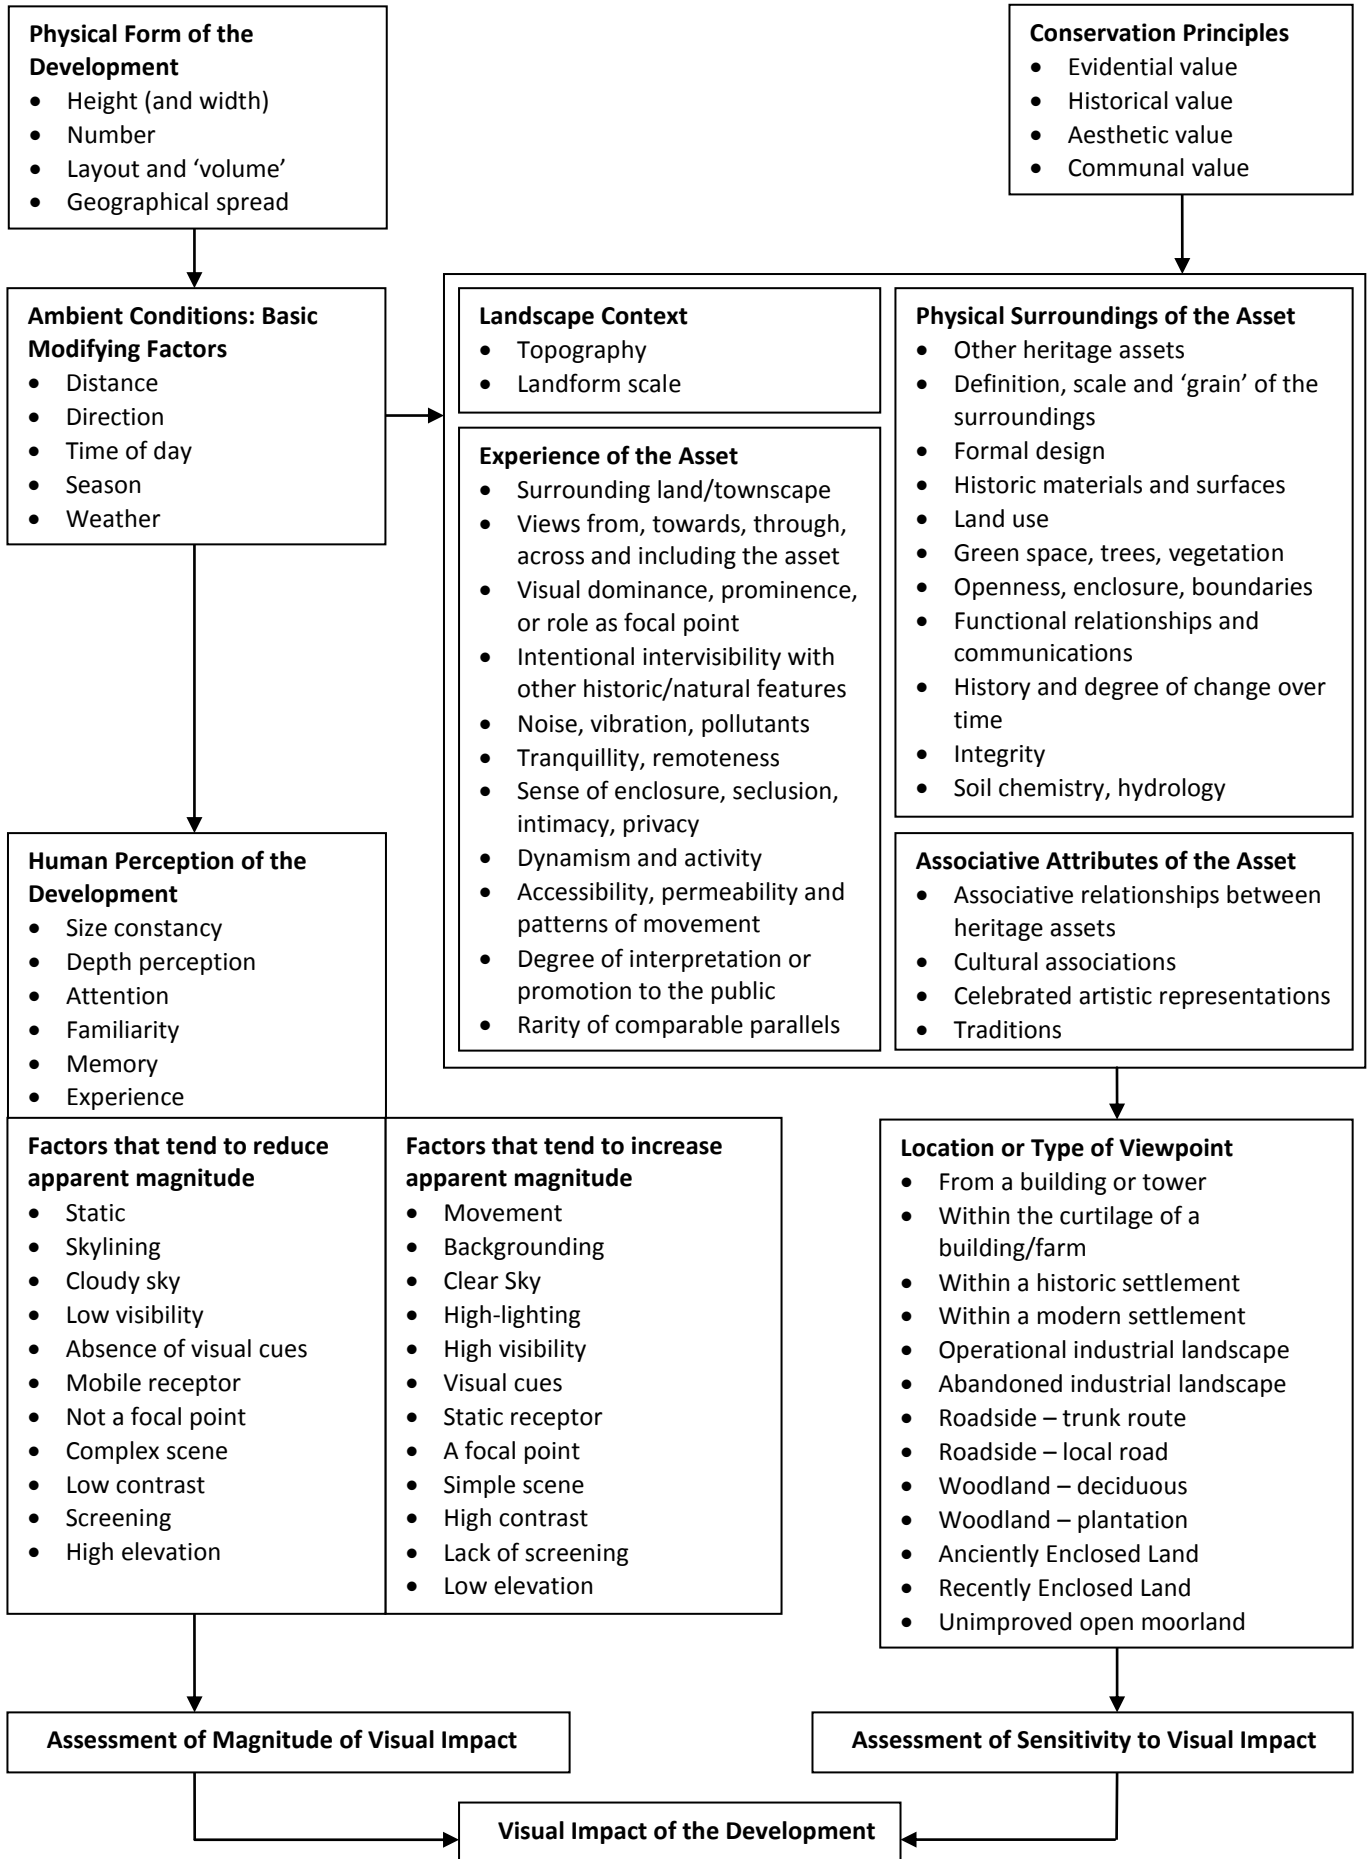 Physical Form of the
Development
• Height (and width)
• Number
• Layout and ‘volume’
• Geographical spread
Conservation Principles
• Evidential value
• Historical value
• Aesthetic value
• Communal value
Ambient Conditions: Basic
Modifying Factors
• Distance
• Direction
• Time of day
• Season
• Weather
Landscape Context
• Topography
• Landform scale
Experience of the Asset
• Surrounding land/townscape
• Views from, towards, through,
across and including the asset
• Visual dominance, prominence,
or role as focal point
• Intentional intervisibility with
other historic/natural features
• Noise, vibration, pollutants
• Tranquillity, remoteness
• Sense of enclosure, seclusion,
intimacy, privacy
• Dynamism and activity
• Accessibility, permeability and
patterns of movement
• Degree of interpretation or
promotion to the public
• Rarity of comparable parallels
Physical Surroundings of the Asset
• Other heritage assets
• Definition, scale and ‘grain’ of the
surroundings
• Formal design
• Historic materials and surfaces
• Land use
• Green space, trees, vegetation
• Openness, enclosure, boundaries
• Functional relationships and
communications
• History and degree of change over
time
• Integrity
• Soil chemistry, hydrology
Associative Attributes of the Asset
• Associative relationships between
heritage assets
• Cultural associations
• Celebrated artistic representations
• Traditions
Human Perception of the
Development
• Size constancy
• Depth perception
• Attention
• Familiarity
• Memory
• Experience
Factors that tend to reduce
apparent magnitude
• Static
• Skylining
• Cloudy sky
• Low visibility
• Absence of visual cues
• Mobile receptor
• Not a focal point
• Complex scene
• Low contrast
• Screening
• High elevation
Factors that tend to increase
apparent magnitude
• Movement
• Backgrounding
• Clear Sky
• High-lighting
• High visibility
• Visual cues
• Static receptor
• A focal point
• Simple scene
• High contrast
• Lack of screening
• Low elevation
Location or Type of Viewpoint
• From a building or tower
• Within the curtilage of a
building/farm
• Within a historic settlement
• Within a modern settlement
• Operational industrial landscape
• Abandoned industrial landscape
• Roadside – trunk route
• Roadside – local road
• Woodland – deciduous
• Woodland – plantation
• Anciently Enclosed Land
• Recently Enclosed Land
• Unimproved open moorland
Assessment of Magnitude of Visual Impact
Assessment of Sensitivity to Visual Impact
Visual Impact of the Development